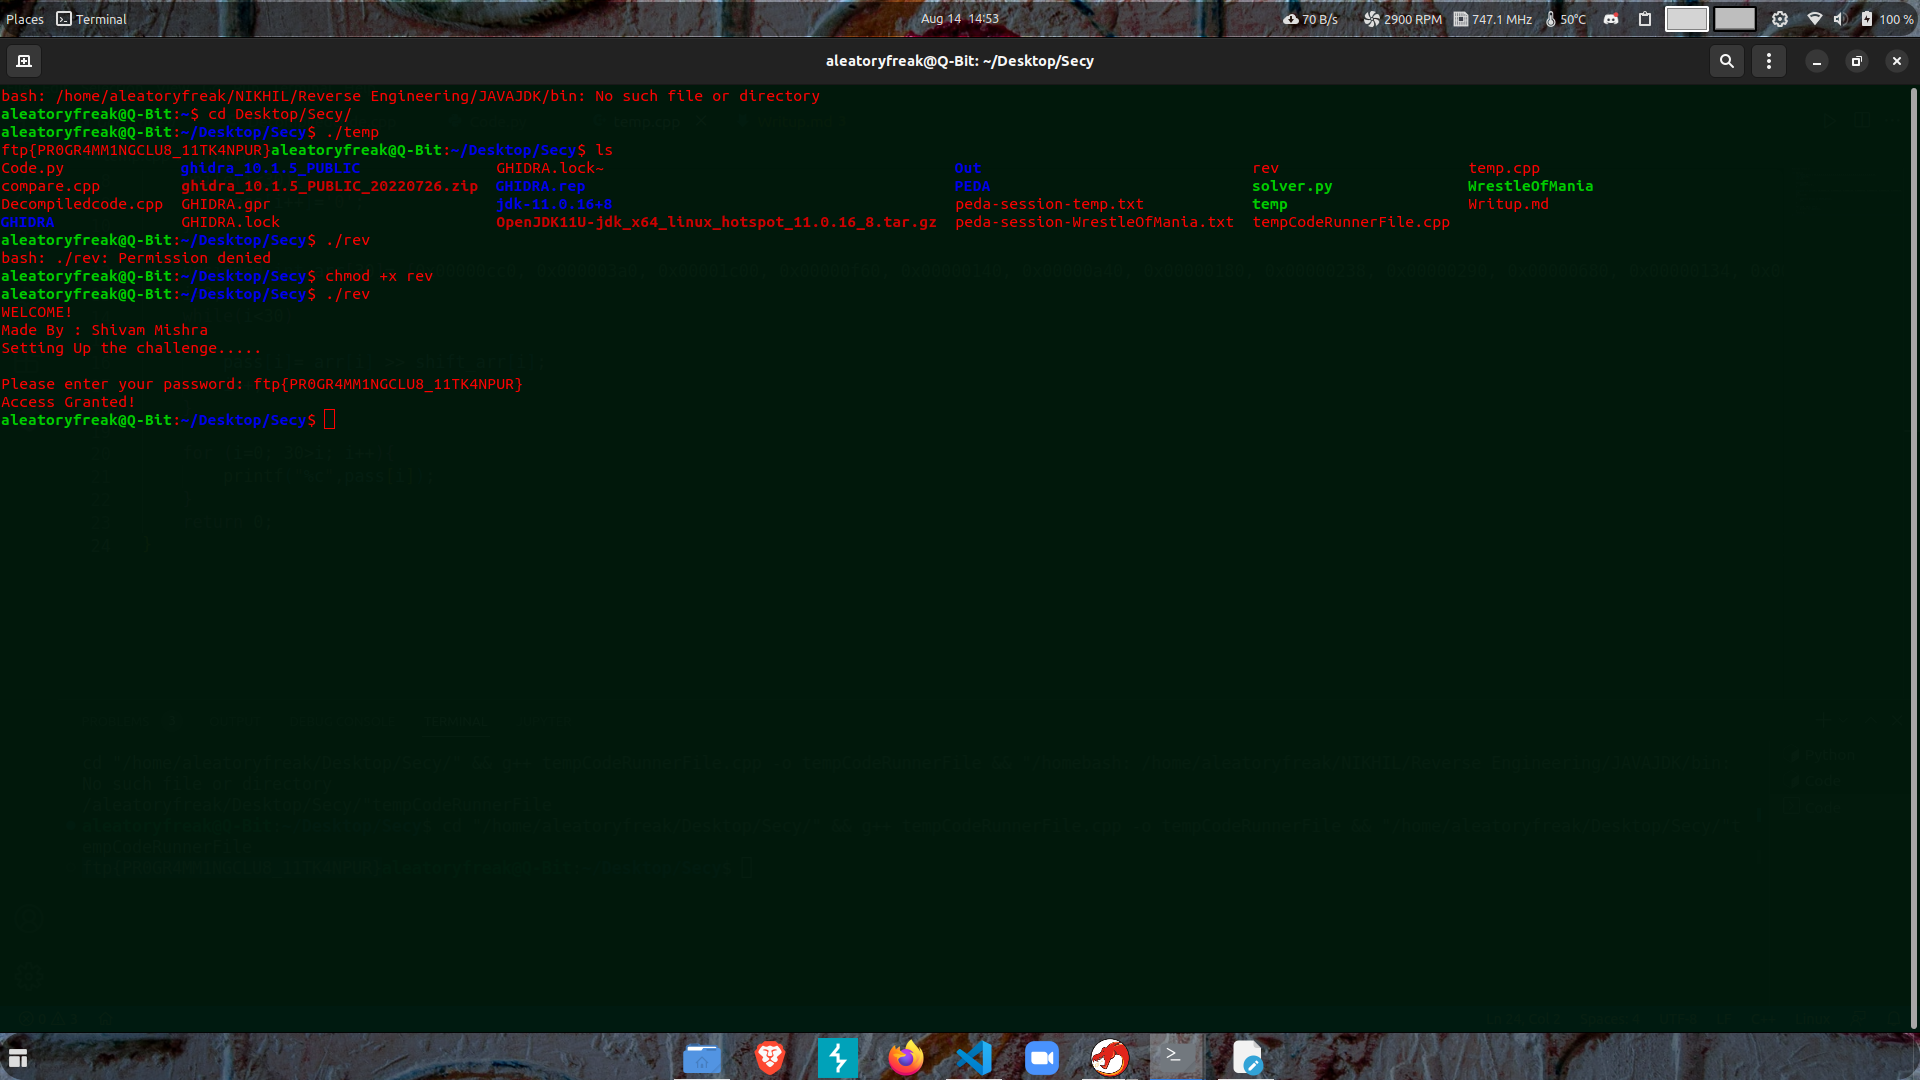 Places Terminal Aug 14 14:53 70 B/s 2900 RPM 747.1 MHz 50°C 100 %
aleatoryfreak@Q-Bit: ~/Desktop/Secy
bash: /home/aleatoryfreak/NIKHIL/Reverse Engineering/JAVAJDK/bin: No such file or directory
aleatoryfreak@Q-Bit:~$ cd Desktop/Secy/
aleatoryfreak@Q-Bit:~/Desktop/Secy$ ./temp
ftp{PR0GR4MM1NGCLU8_11TK4NPUR}aleatoryfreak@Q-Bit:~/Desktop/Secy$ ls
Code.py ghidra_10.1.5_PUBLIC GHIDRA.lock~ Out rev temp.cpp
compare.cpp ghidra_10.1.5_PUBLIC_20220726.zip GHIDRA.rep PEDA solver.py WrestleOfMania
Decompiledcode.cpp GHIDRA.gpr jdk-11.0.16+8 peda-session-temp.txt temp Writup.md
GHIDRA GHIDRA.lock OpenJDK11U-jdk_x64_linux_hotspot_11.0.16_8.tar.gz peda-session-WrestleOfMania.txt tempCodeRunnerFile.cpp
aleatoryfreak@Q-Bit:~/Desktop/Secy$ ./rev
bash: ./rev: Permission denied
aleatoryfreak@Q-Bit:~/Desktop/Secy$ chmod +x rev
aleatoryfreak@Q-Bit:~/Desktop/Secy$ ./rev
WELCOME!
Made By : Shivam Mishra
Setting Up the challenge.....
Please enter your password: ftp{PR0GR4MM1NGCLU8_11TK4NPUR}
Access Granted!
aleatoryfreak@Q-Bit:~/Desktop/Secy$